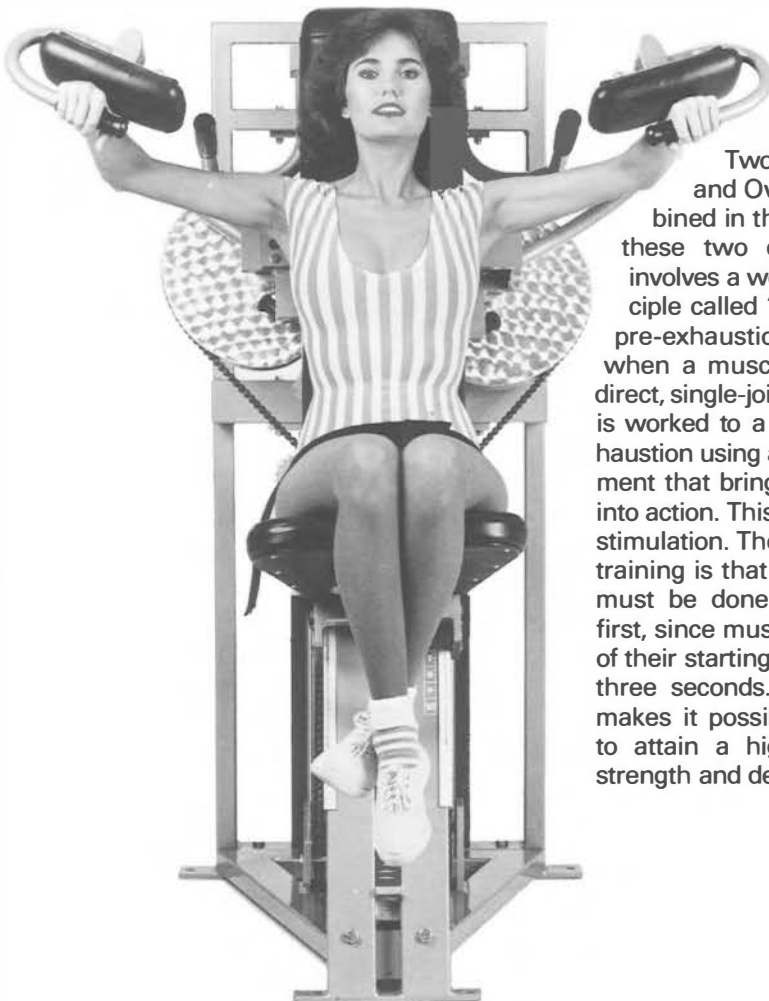 Two
and Ov
bined in th
these two
involves a w
ciple called
pre-exhaustic
when a musc
direct, single-joi
is worked to a
haustion using
ment that bring
into action. This
stimulation. The
training is that
must be done
first, since mus
of their starting
three seconds.
makes it possi
to attain a hig
strength and de